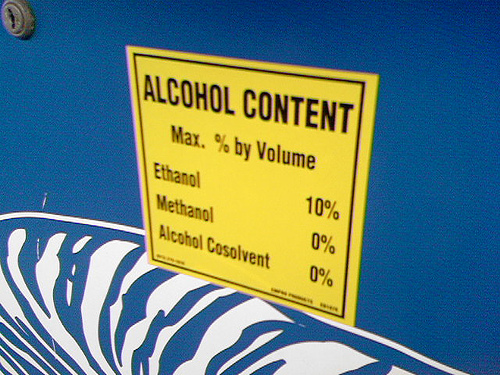 ALCOHOL CONTENT
Max. % by Volume
Ethanol 10%
Methanol 0%
Alcohol Cosolvent 0%